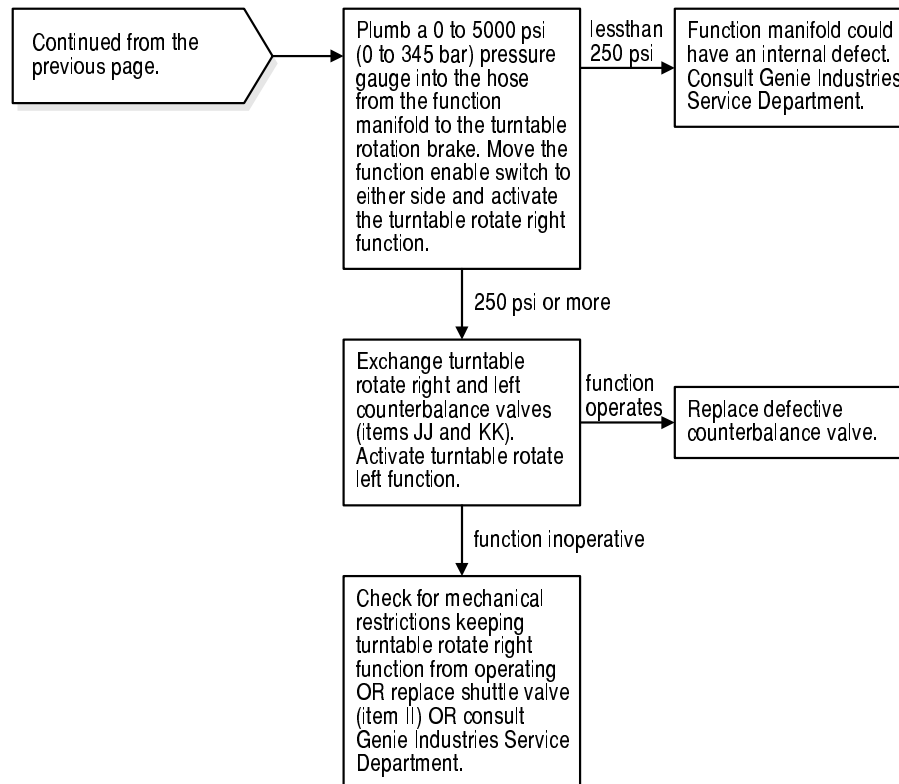 Continued from the
previous page.
Plumb a 0 to 5000 psi
(0 to 345 bar) pressure
gauge into the hose
from the function
manifold to the turntable
rotation brake. Move the
function enable switch to
either side and activate
the turntable rotate right
function.
lessthan
250 psi
Function manifold could
have an internal defect.
Consult Genie Industries
Service Department.
250 psi or more
Exchange turntable
rotate right and left
counterbalance valves
(items JJ and KK).
Activate turntable rotate
left function.
function
operates
Replace defective
counterbalance valve.
function inoperative
Check for mechanical
restrictions keeping
turntable rotate right
function from operating
OR replace shuttle valve
(item II) OR consult
Genie Industries Service
Department.